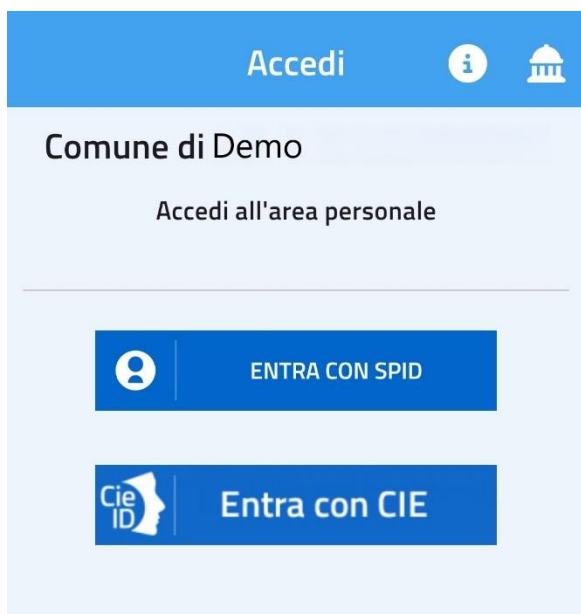 Accedi
Comune di Demo
Accedi all'area personale
ENTRA CON SPID
Cie
ID
Entra con CIE